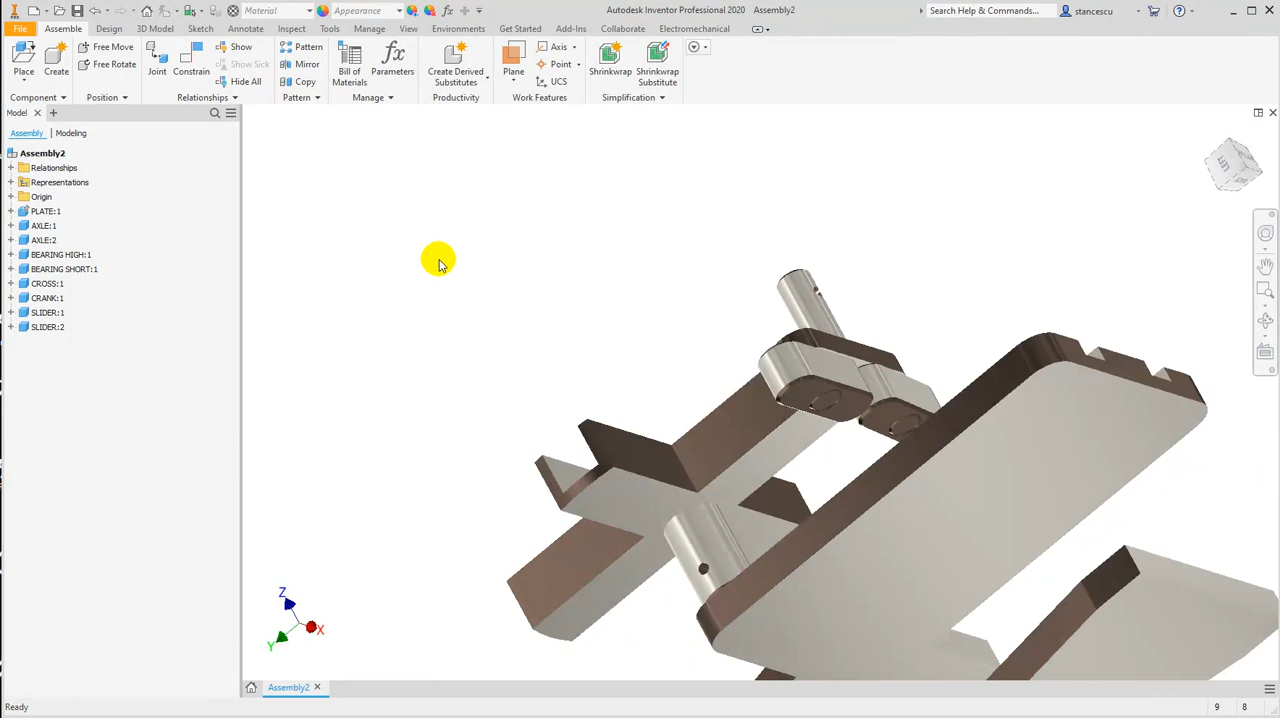 Material
Appearance
fx
Autodesk Inventor Professional 2020 Assembly2
Search Help & Commands...
stancescu
File
Assemble
Design
3D Model
Sketch
Annotate
Inspect
Tools
Manage
View
Environments
Get Started
Add-Ins
Collaborate
Electromechanical
Place
Create
Free Move
Free Rotate
Joint
Constrain
Show
Show Sick
Hide All
Pattern
Mirror
Copy
Bill of
Materials
fx
Parameters
Create Derived
Substitutes
Plane
Axis
Point
UCS
Shrinkwrap
Shrinkwrap
Substitute
Component
Position
Relationships
Pattern
Manage
Productivity
Work Features
Simplification
Model
Assembly
Modeling
Assembly2
Relationships
Representations
Origin
PLATE:1
AXLE:1
AXLE:2
BEARING HIGH:1
BEARING SHORT:1
CROSS:1
CRANK:1
SLIDER:1
SLIDER:2
Z
X
Y
Assembly2
Ready
9 8